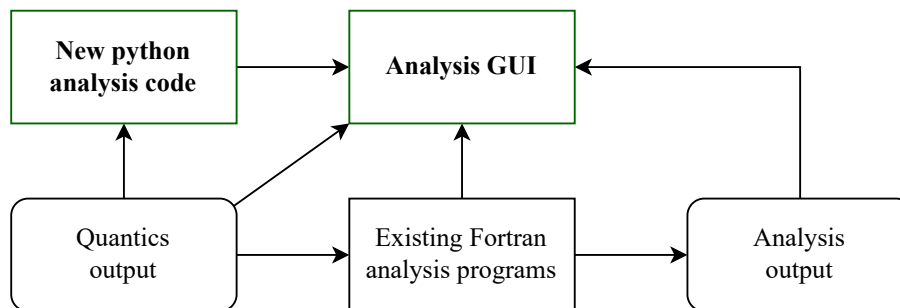 New python
analysis code
Analysis GUI
Quantics
output
Existing Fortran
analysis programs
Analysis
output